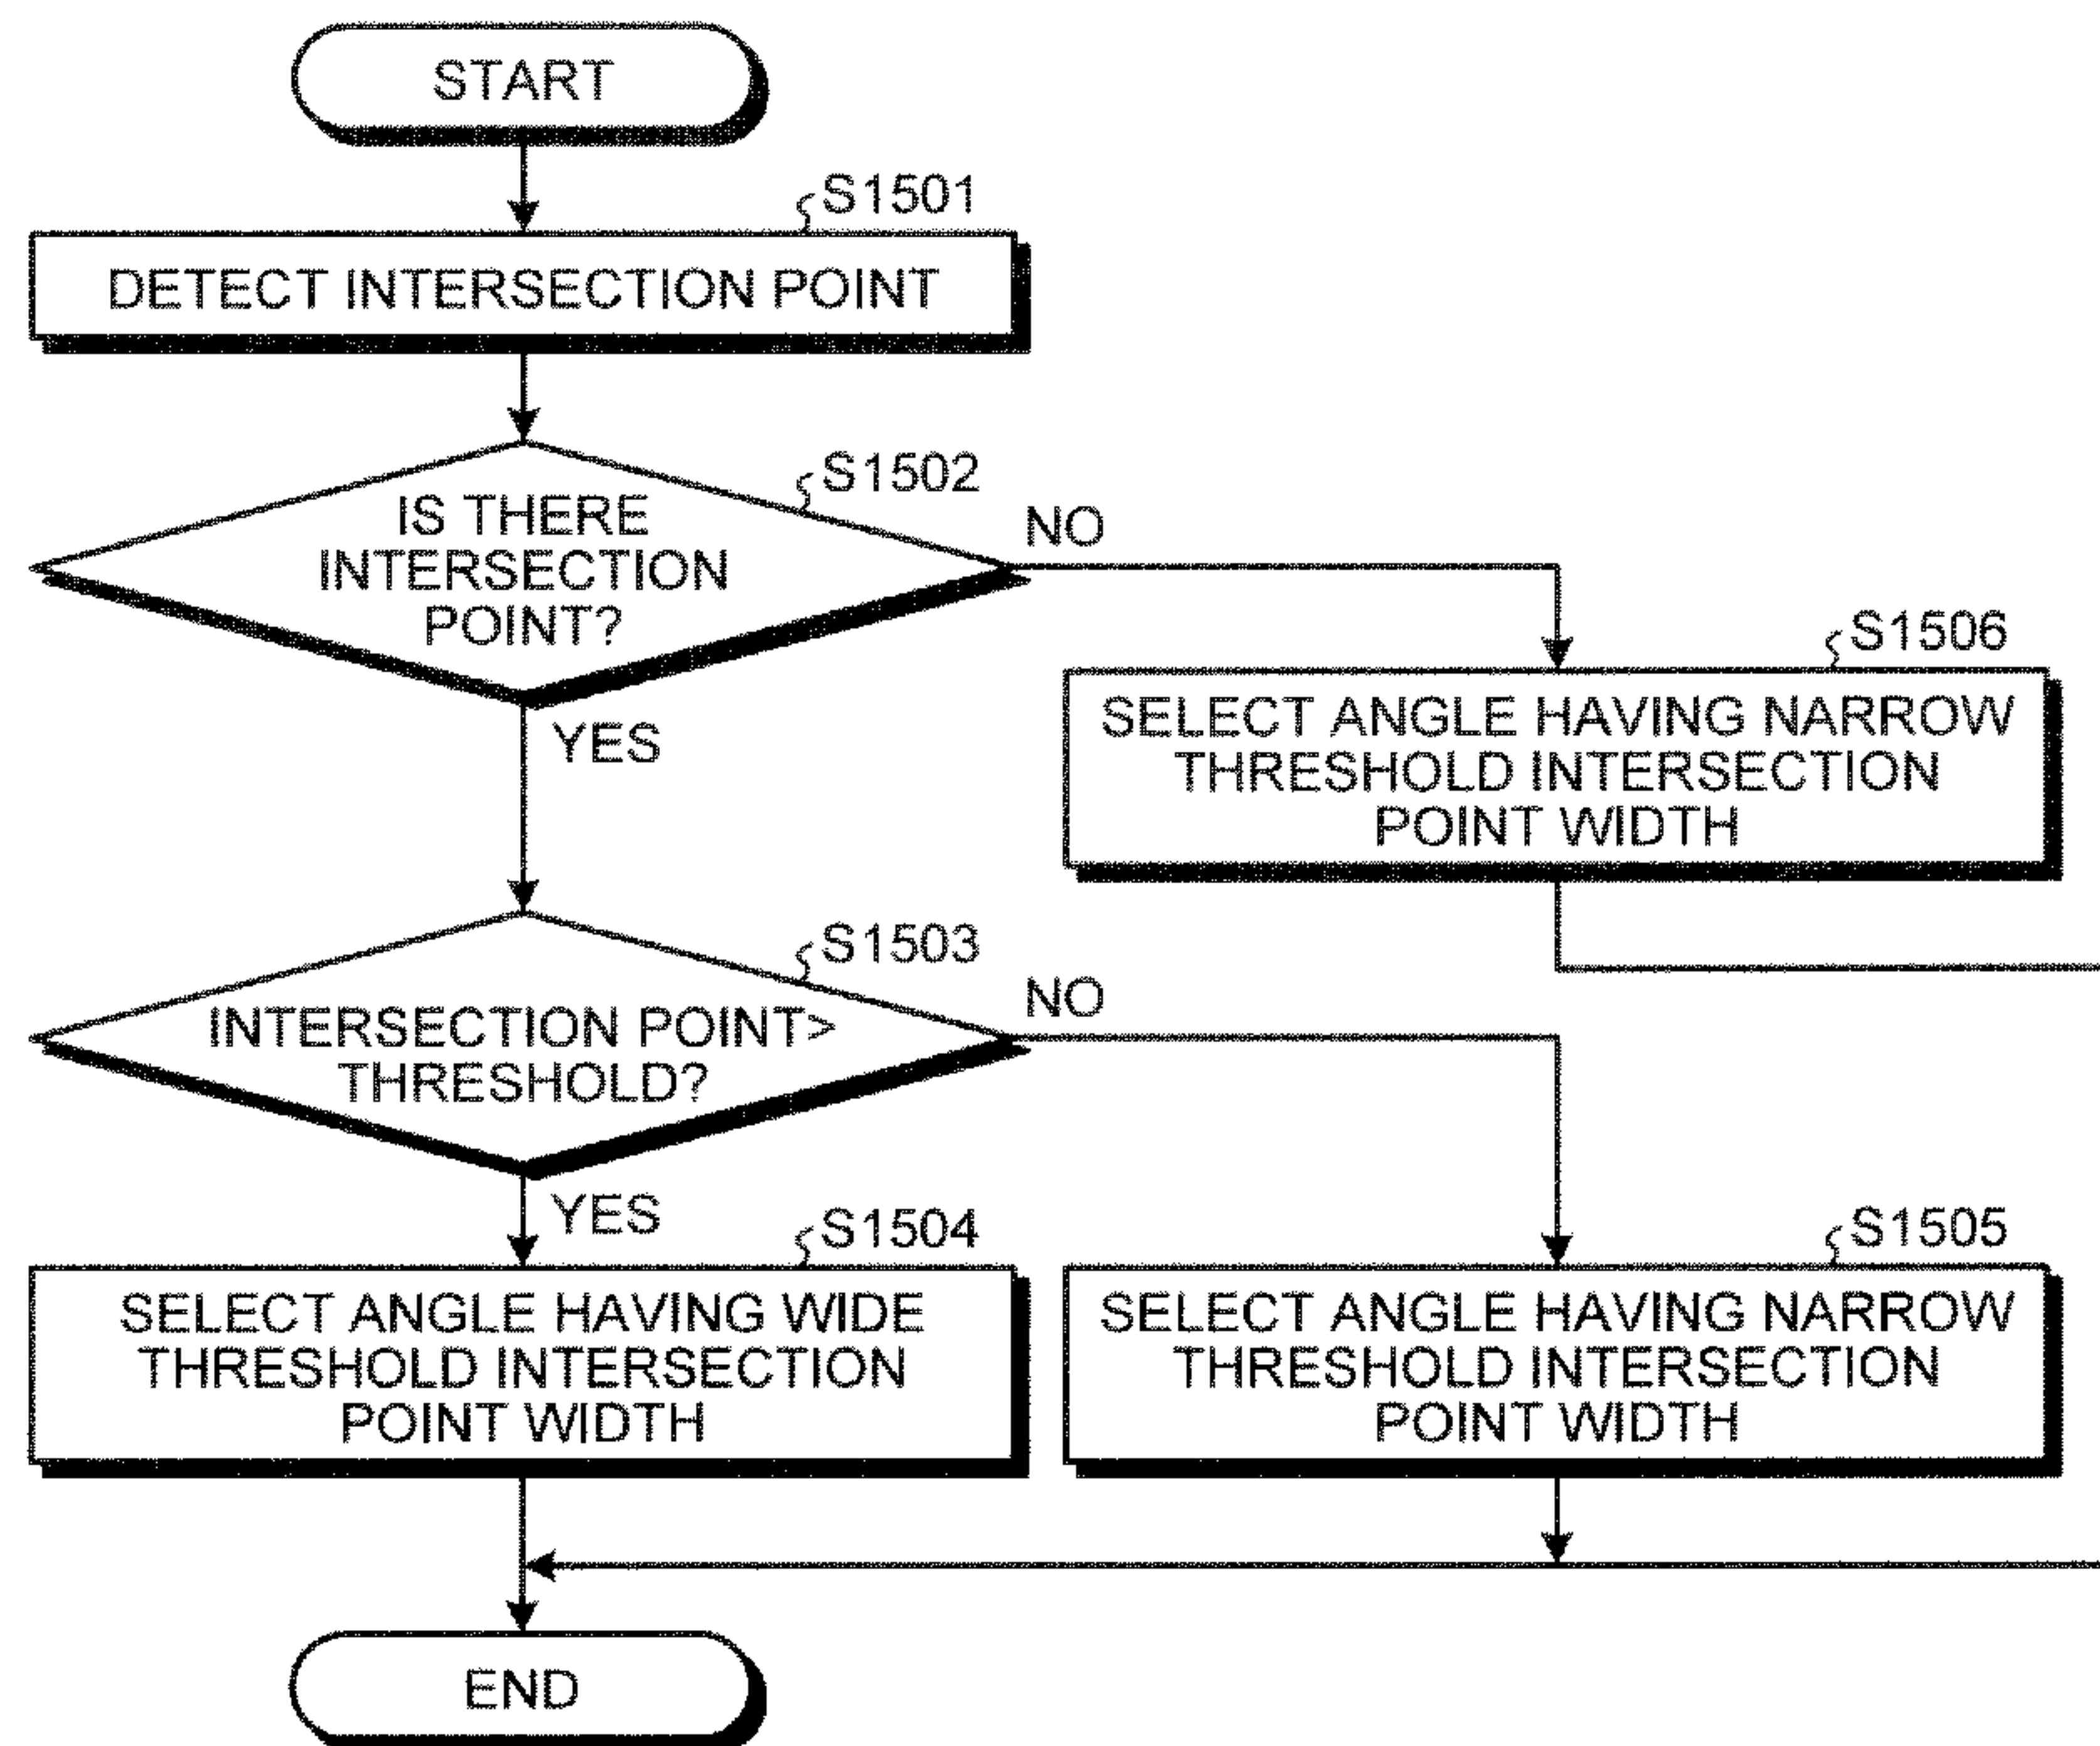 START
S1501
DETECT INTERSECTION POINT
S1502
IS THERE
INTERSECTION
POINT?
NO
YES
S1506
SELECT ANGLE HAVING NARROW
THRESHOLD INTERSECTION
POINT WIDTH
S1503
INTERSECTION POINT>
THRESHOLD?
NO
YES
S1504
SELECT ANGLE HAVING WIDE
THRESHOLD INTERSECTION
POINT WIDTH
S1505
SELECT ANGLE HAVING NARROW
THRESHOLD INTERSECTION
POINT WIDTH
END